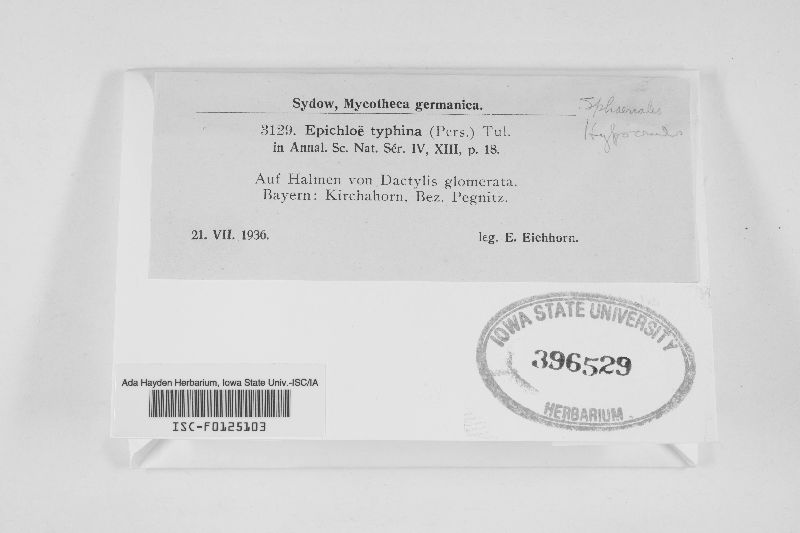 Sydow, Mycotheca germanica.
3129. Epichloë typhina (Pers.) Tul.
in Annal. Sc. Nat. Sér. IV, XIII, p. 18.
Auf Halmen von Dactylis glomerata.
Bayern: Kirchahorn, Bez. Pegnitz.
21. VII. 1936.
leg. E. Eichhorn.
Sphaeriales
IOWA STATE UNIVERSITY
396529
HERBARIUM
Ada Hayden Herbarium, Iowa State Univ.-ISC/IA
ISC-F0125103